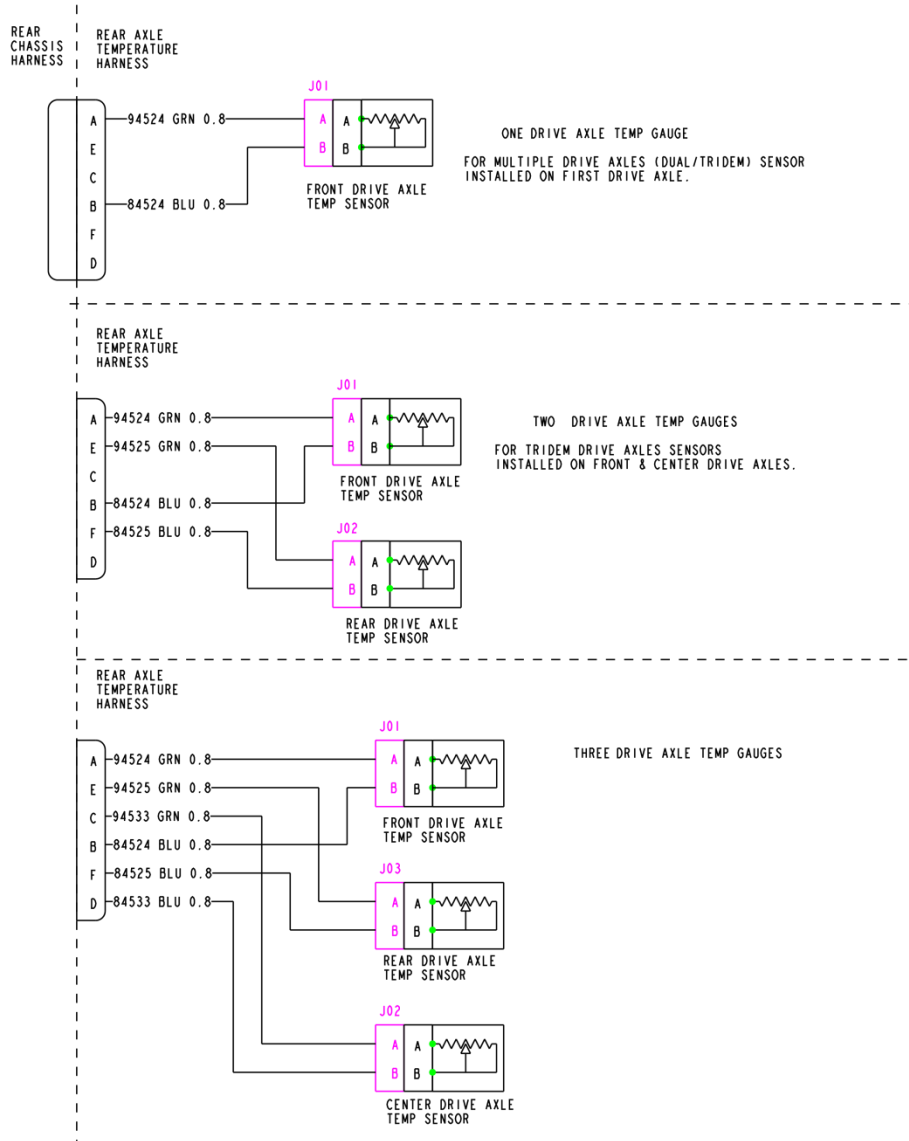 REAR
CHASSIS
HARNESS
REAR AXLE
TEMPERATURE
HARNESS
A
E
C
B
F
D
94524 GRN 0.8
84524 BLU 0.8
J01
A A
B B
FRONT DRIVE AXLE
TEMP SENSOR
ONE DRIVE AXLE TEMP GAUGE
FOR MULTIPLE DRIVE AXLES (DUAL/TRIDEM) SENSOR
INSTALLED ON FIRST DRIVE AXLE.
REAR AXLE
TEMPERATURE
HARNESS
A 94524 GRN 0.8
E 94525 GRN 0.8
C
B 84524 BLU 0.8
F 84525 BLU 0.8
D
J01
A A
B B
FRONT DRIVE AXLE
TEMP SENSOR
J02
A A
B B
REAR DRIVE AXLE
TEMP SENSOR
TWO DRIVE AXLE TEMP GAUGES
FOR TRIDEM DRIVE AXLES SENSORS
INSTALLED ON FRONT & CENTER DRIVE AXLES.
REAR AXLE
TEMPERATURE
HARNESS
A 94524 GRN 0.8
E 94525 GRN 0.8
C 94533 GRN 0.8
B 84524 BLU 0.8
F 84525 BLU 0.8
D 84533 BLU 0.8
J01
A A
B B
FRONT DRIVE AXLE
TEMP SENSOR
J03
A A
B B
REAR DRIVE AXLE
TEMP SENSOR
J02
A A
B B
CENTER DRIVE AXLE
TEMP SENSOR
THREE DRIVE AXLE TEMP GAUGES